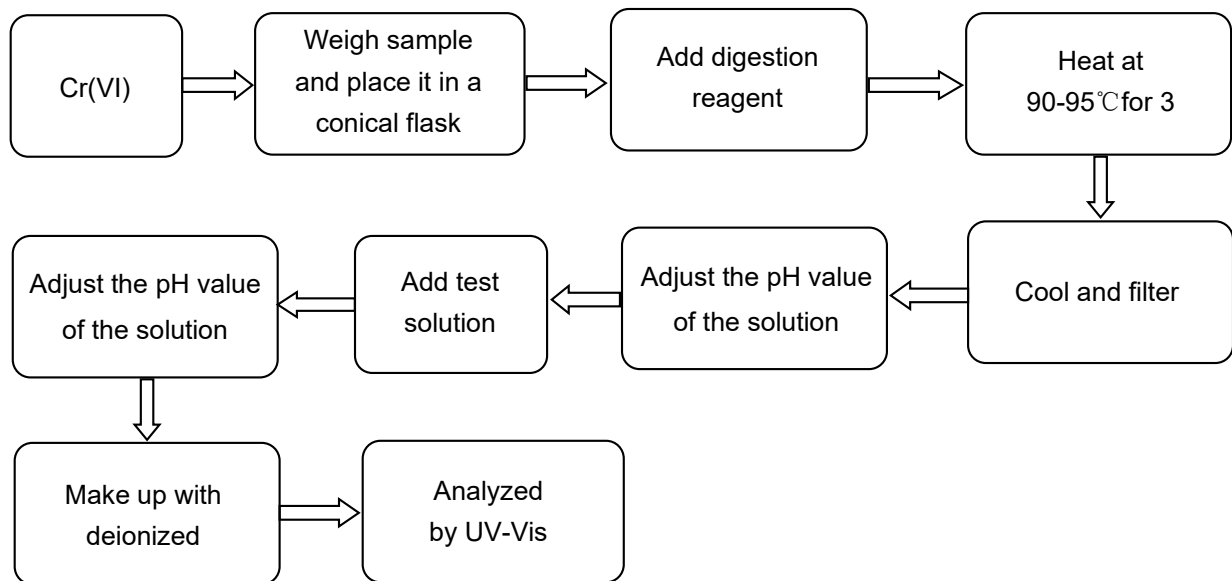 Cr(VI)
Weigh sample
and place it in a
conical flask
Add digestion
reagent
Heat at
90-95℃for 3
Cool and filter
Adjust the pH value
of the solution
Add test
solution
Adjust the pH value
of the solution
Make up with
deionized
Analyzed
by UV-Vis